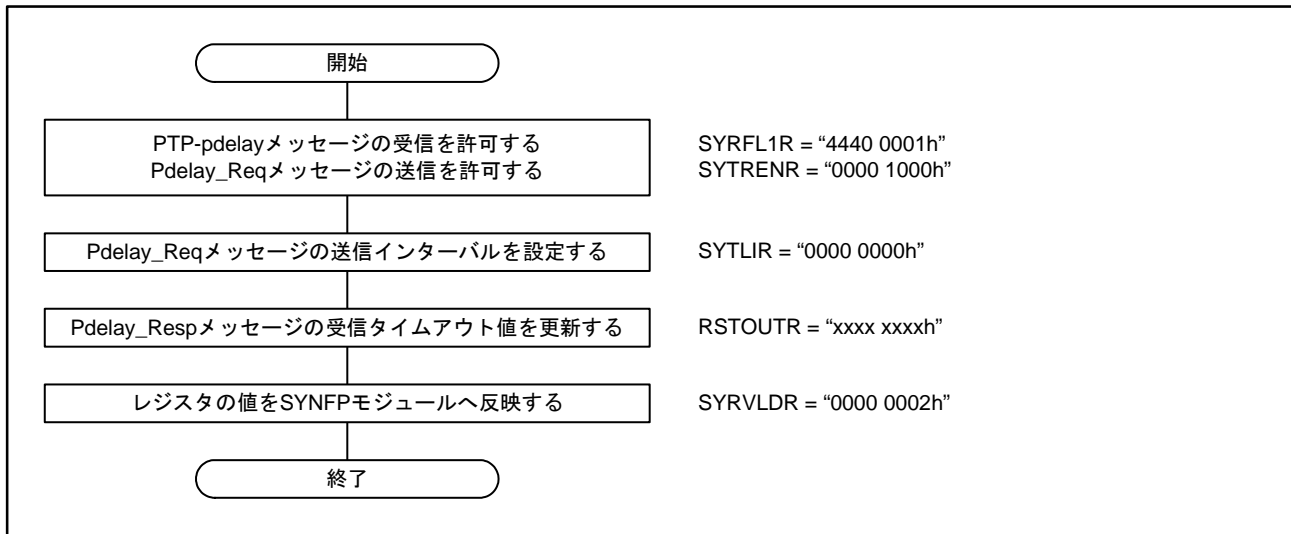 開始
PTP-pdelayメッセージの受信を許可する
Pdelay_Reqメッセージの送信を許可する
SYRFL1R = “4440 0001h”
SYTRENR = “0000 1000h”
Pdelay_Reqメッセージの送信インターバルを設定する
SYTLIR = “0000 0000h”
Pdelay_Respメッセージの受信タイムアウト値を更新する
RSTOUTR = “xxxx xxxxh”
レジスタの値をSYNFPモジュールへ反映する
SYRVLDR = “0000 0002h”
終了